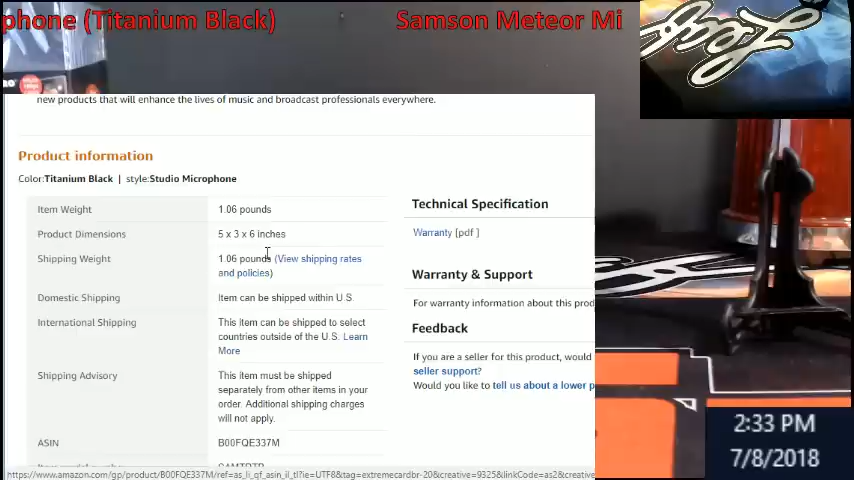 phone (Titanium Black) Samson Meteor Mi
new products that will enhance the lives of music and broadcast professionals everywhere.
Product information
Color:Titanium Black | style:Studio Microphone
Item Weight 1.06 pounds
Product Dimensions 5 x 3 x 6 inches
Shipping Weight 1.06 pounds (View shipping rates
and policies)
Domestic Shipping Item can be shipped within U.S.
International Shipping This item can be shipped to select
countries outside of the U.S. Learn
More
Shipping Advisory This item must be shipped
separately from other items in your
order. Additional shipping charges
will not apply.
ASIN B00FQE337M
Technical Specification
Warranty [pdf ]
Warranty & Support
For warranty information about this prod
Feedback
If you are a seller for this product, would
seller support?
Would you like to tell us about a lower p
https://www.amazon.com/gp/product/B00FQE337M/ref=as_li_qf_asin_il_tl?ie=UTF8&tag=extremecardbr-20&creative=9325&linkCode=as2&creative
2:33 PM
7/8/2018